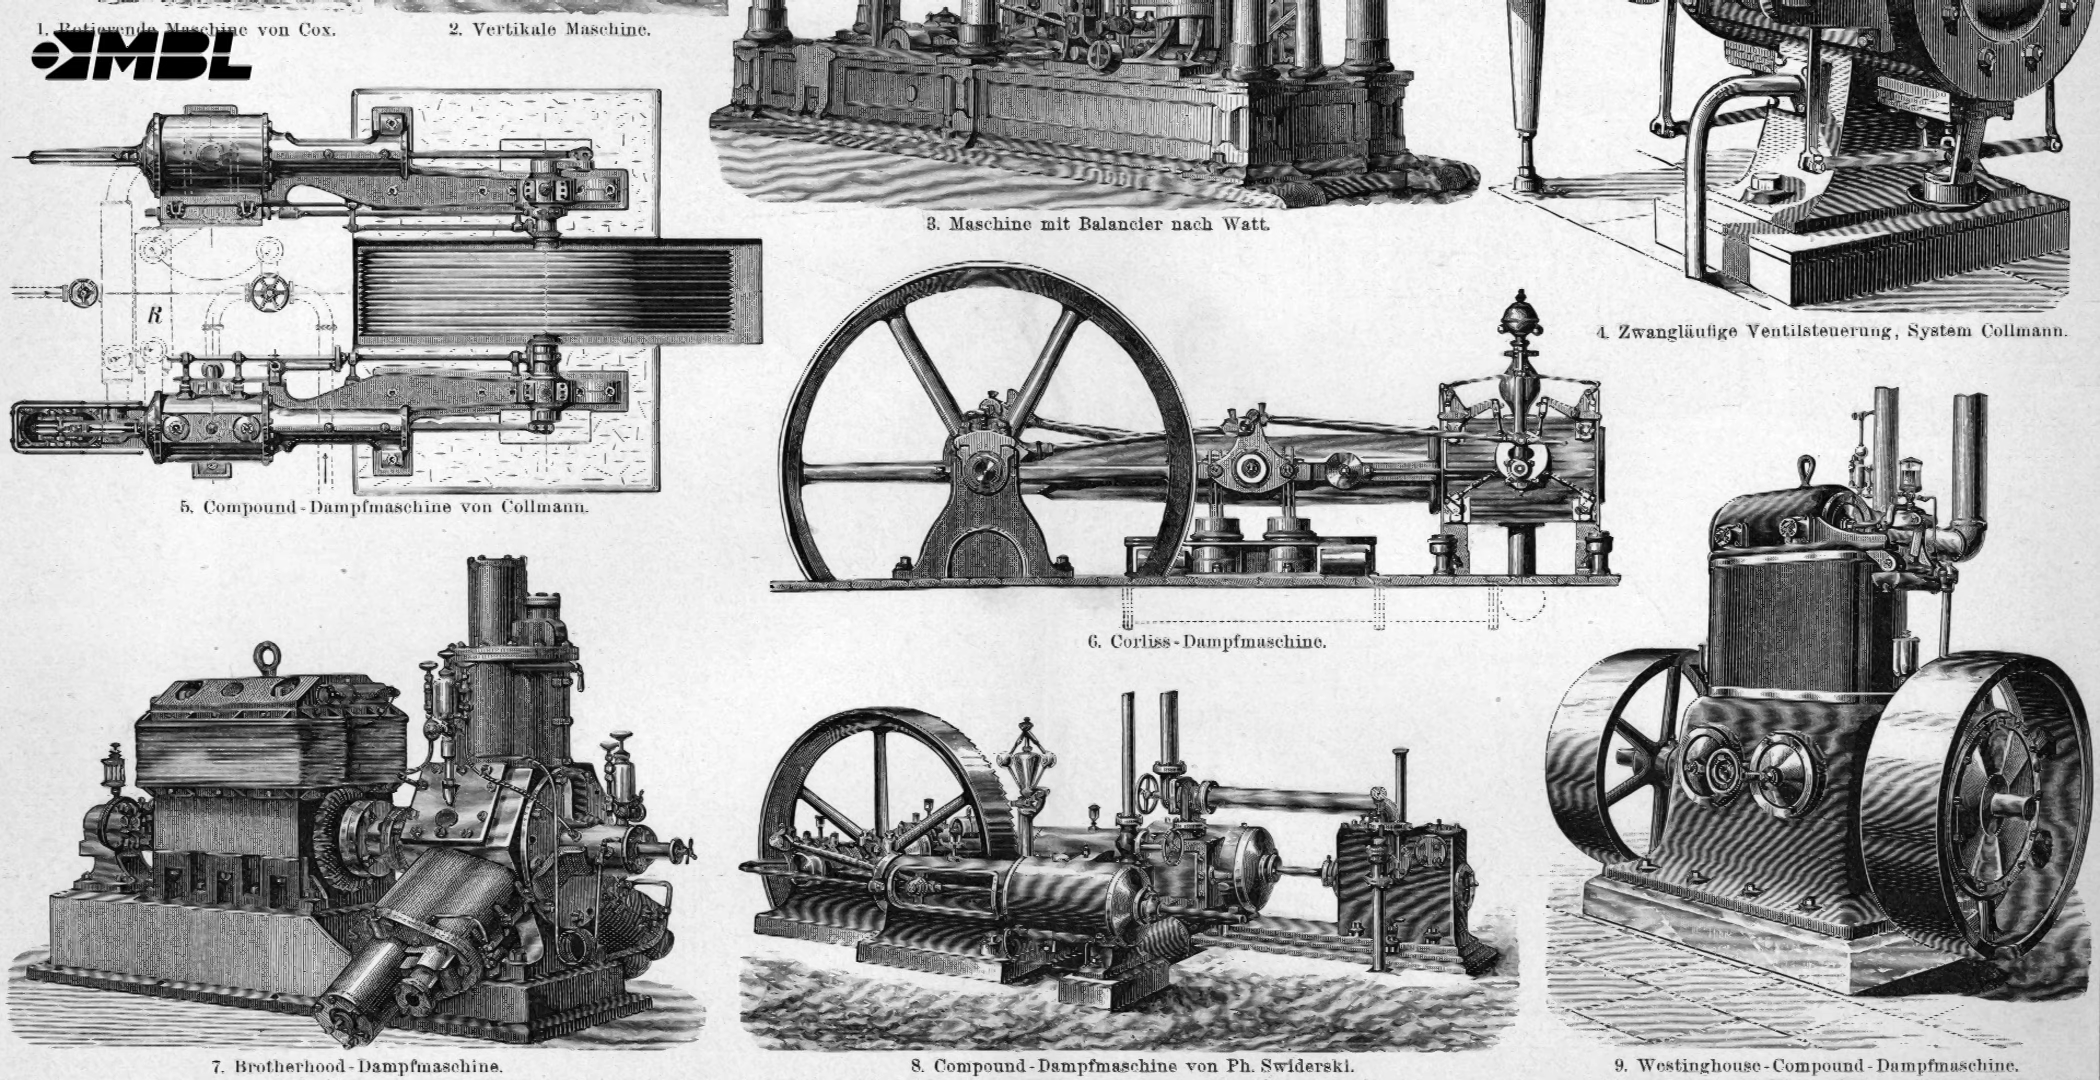 1. Rotierende Maschine von Cox.
2. Vertikale Maschine.
MBL
3. Maschine mit Balancier nach Watt.
R
4. Zwangläufige Ventilsteuerung, System Collmann.
5. Compound-Dampfmaschine von Collmann.
6. Corliss-Dampfmaschine.
7. Brotherhood-Dampfmaschine.
8. Compound-Dampfmaschine von Ph. Swiderski.
9. Westinghouse-Compound-Dampfmaschine.